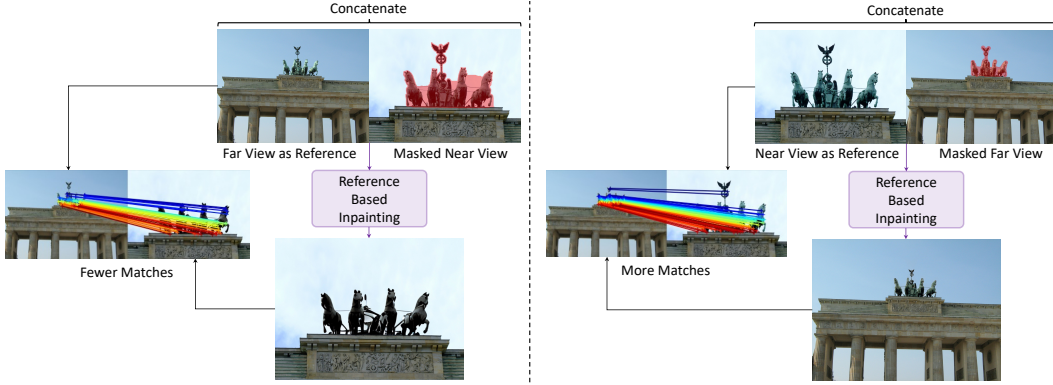 Concatenate
Far View as Reference
Masked Near View
Reference
Based
Inpainting
Fewer Matches
Concatenate
Near View as Reference
Masked Far View
Reference
Based
Inpainting
More Matches